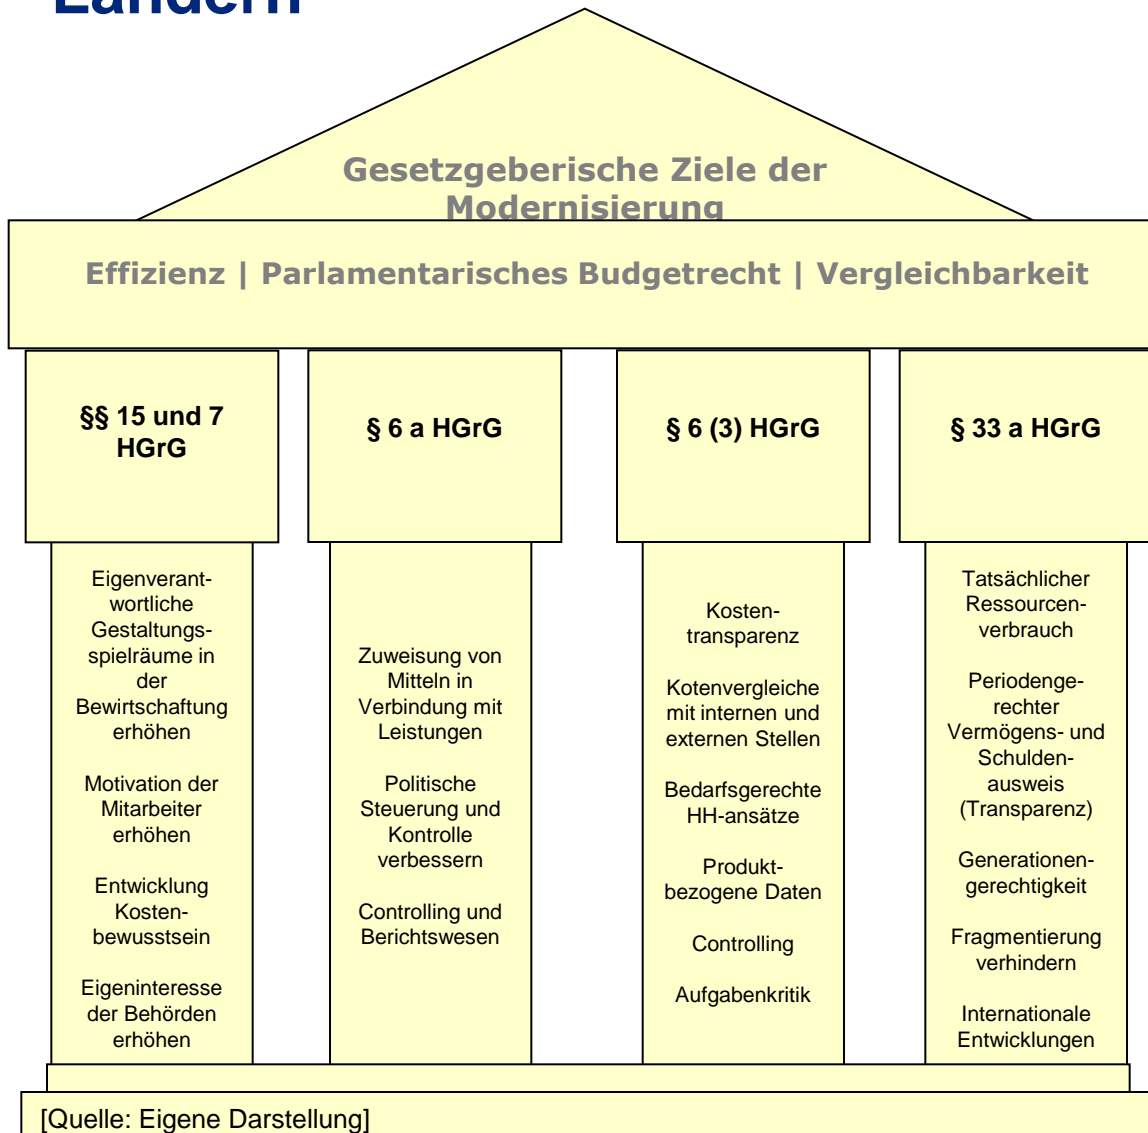 Ländern
Gesetzgeberische Ziele der
Modernisierung
Effizienz | Parlamentarisches Budgetrecht | Vergleichbarkeit
§§ 15 und 7
HGrG
Eigenverant-
wortliche
Gestaltungs-
spielräume in
der
Bewirtschaftung
erhöhen
Motivation der
Mitarbeiter
erhöhen
Entwicklung
Kosten-
bewusstsein
Eigeninteresse
der Behörden
erhöhen
§ 6 a HGrG
Zuweisung von
Mitteln in
Verbindung mit
Leistungen
Politische
Steuerung und
Kontrolle
verbessern
Controlling und
Berichtswesen
§ 6 (3) HGrG
Kosten-
transparenz
Kotenvergleiche
mit internen und
externen Stellen
Bedarfsgerechte
HH-ansätze
Produkt-
bezogene Daten
Controlling
Aufgabenkritik
§ 33 a HGrG
Tatsächlicher
Ressourcen-
verbrauch
Periodenge-
rechter
Vermögens- und
Schulden-
ausweis
(Transparenz)
Generationen-
gerechtigkeit
Fragmentierung
verhindern
Internationale
Entwicklungen
[Quelle: Eigene Darstellung]